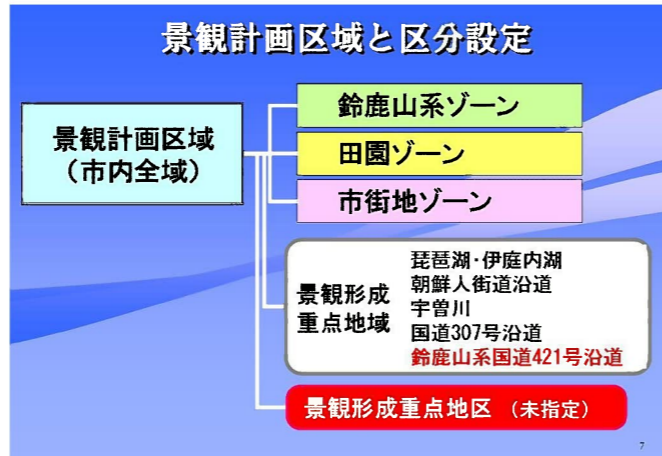 景観計画区域と区分設定
景観計画区域
（市内全域）
鈴鹿山系ゾーン
田園ゾーン
市街地ゾーン
景観形成
重点地域
琵琶湖・伊庭内湖
朝鮮人街道沿道
宇曽川
国道307号沿道
鈴鹿山系国道421号沿道
景観形成重点地区 （未指定）
7